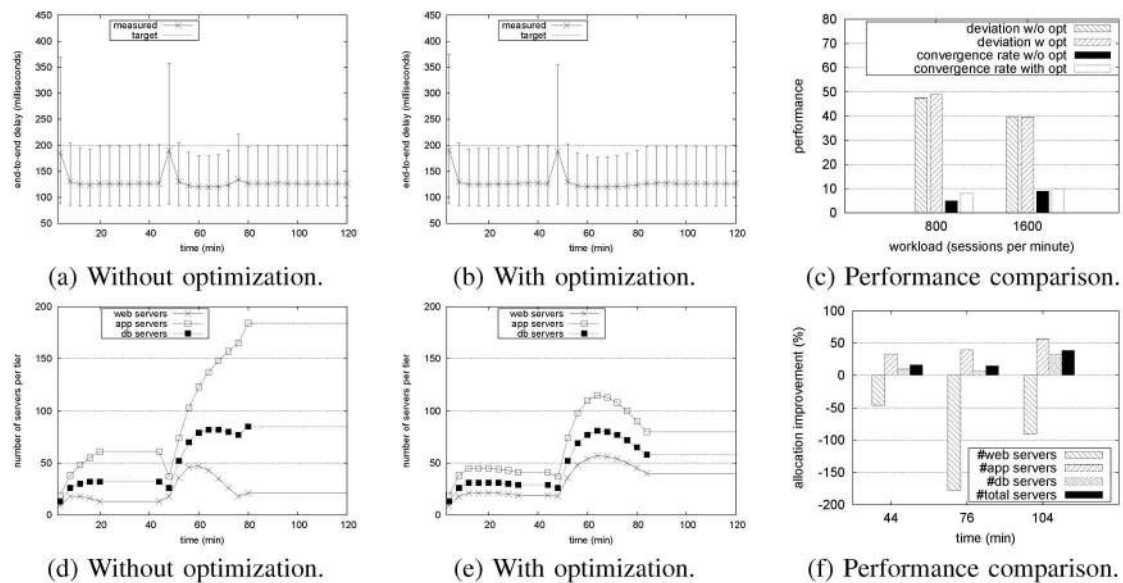 measured
target
end-to-end delay (milliseconds)
450
400
350
300
250
200
150
100
50
20 40 60 80 100 120
time (min)
(a) Without optimization.
measured
target
end-to-end delay (milliseconds)
450
400
350
300
250
200
150
100
50
20 40 60 80 100 120
time (min)
(b) With optimization.
deviation w/o opt
deviation w opt
convergence rate w/o opt
convergence rate with opt
performance
80
70
60
50
40
30
20
10
0
800 1600
workload (sessions per minute)
(c) Performance comparison.
web servers
app servers
db servers
number of servers per tier
200
150
100
50
0
20 40 60 80 100 120
time (min)
(d) Without optimization.
web servers
app servers
db servers
number of servers per tier
200
150
100
50
0
20 40 60 80 100 120
time (min)
(e) With optimization.
allocation improvement (%)
100
50
0
-50
-100
-150
-200
#web servers
#app servers
#db servers
#total servers
44 76 104
time (min)
(f) Performance comparison.